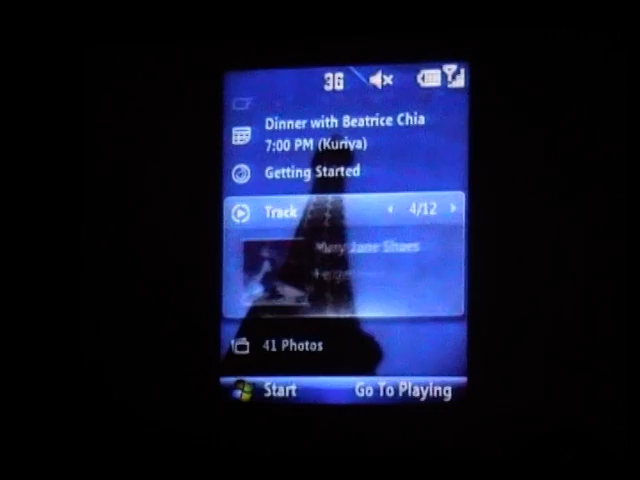 3G
Dinner with Beatrice Chia
7:00 PM (Kuriya)
Getting Started
Track
4/12
Mary Jane Shoes
41 Photos
Start
Go To Playing